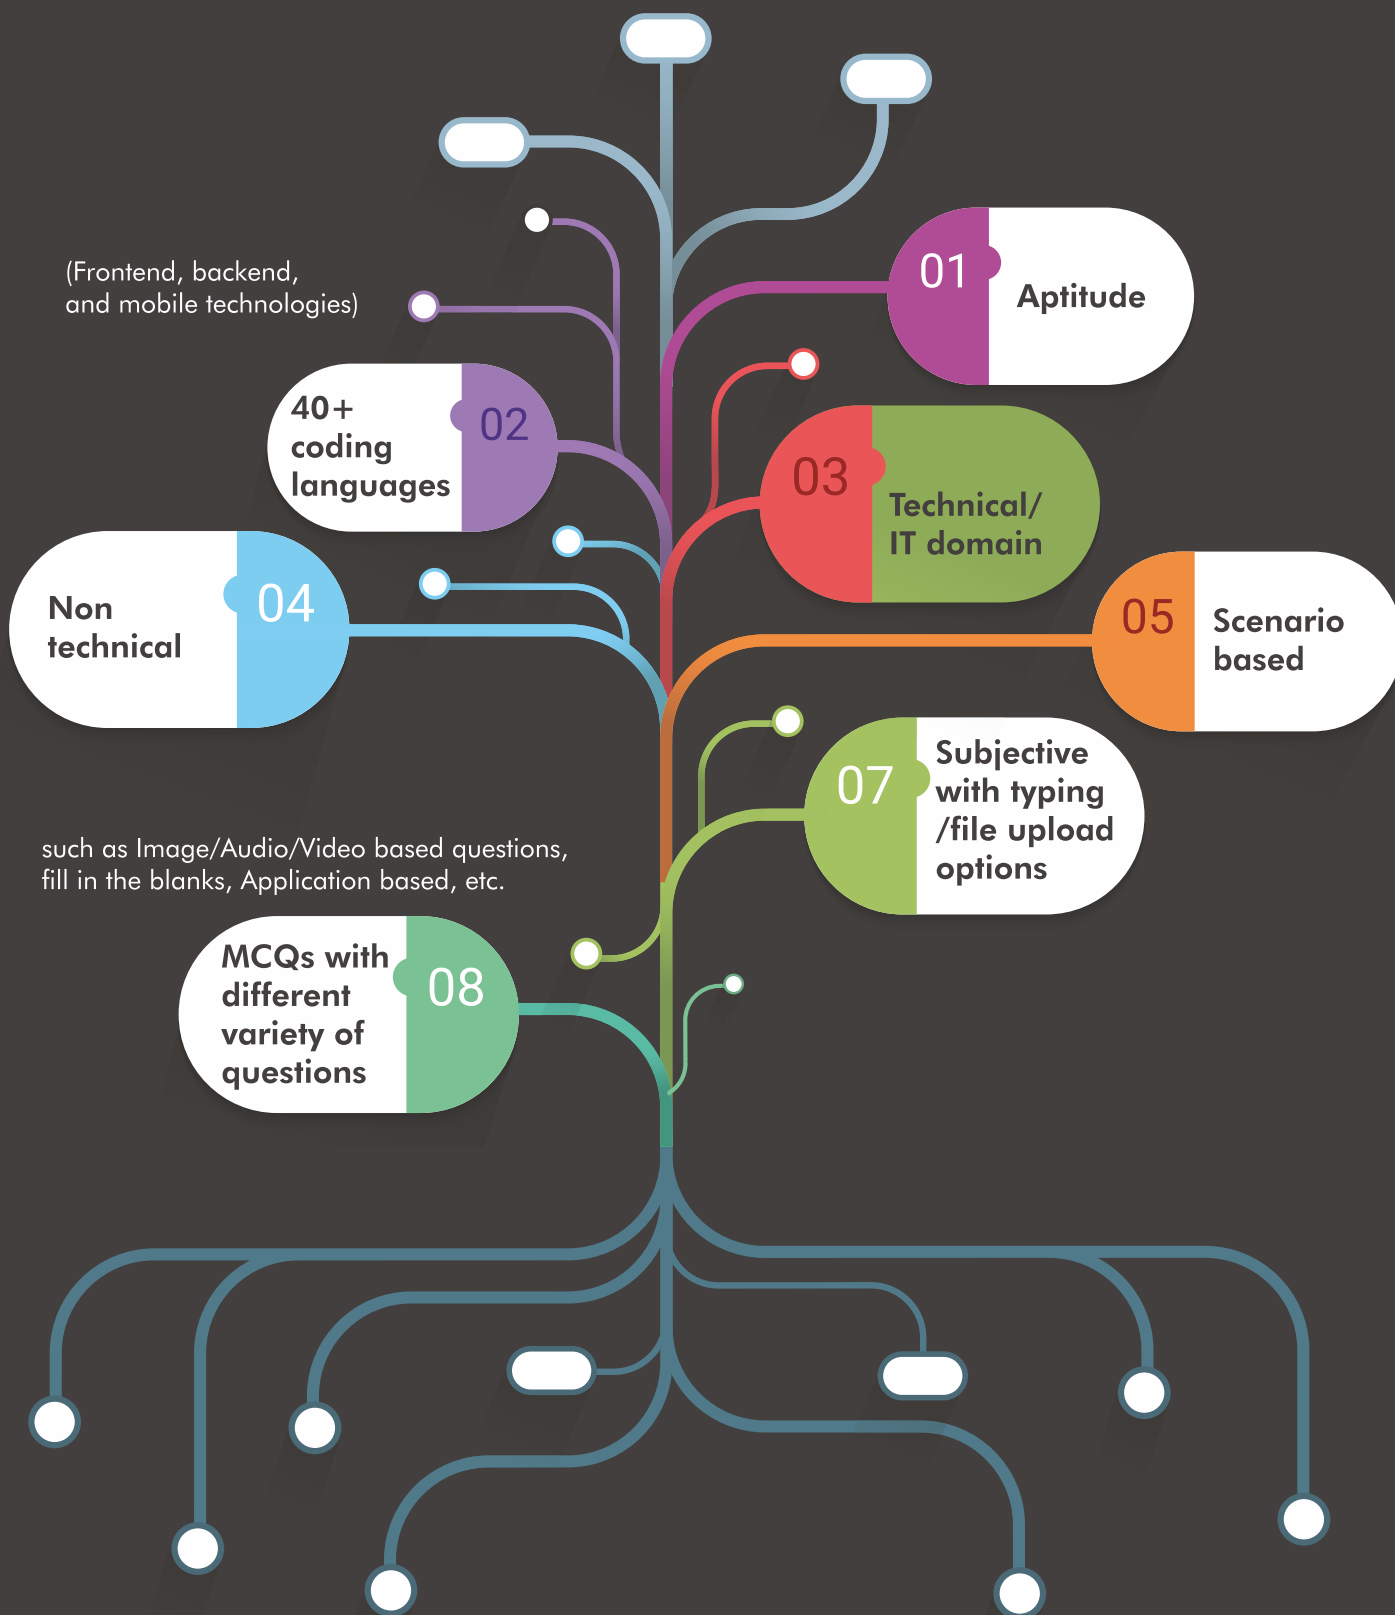 01
Aptitude
(Frontend, backend,
and mobile technologies)
40+
coding
languages
02
03
Technical/
IT domain
Non
technical
04
05
Scenario
based
07
Subjective
with typing
/file upload
options
such as Image/Audio/Video based questions,
fill in the blanks, Application based, etc.
MCQs with
different
variety of
questions
08